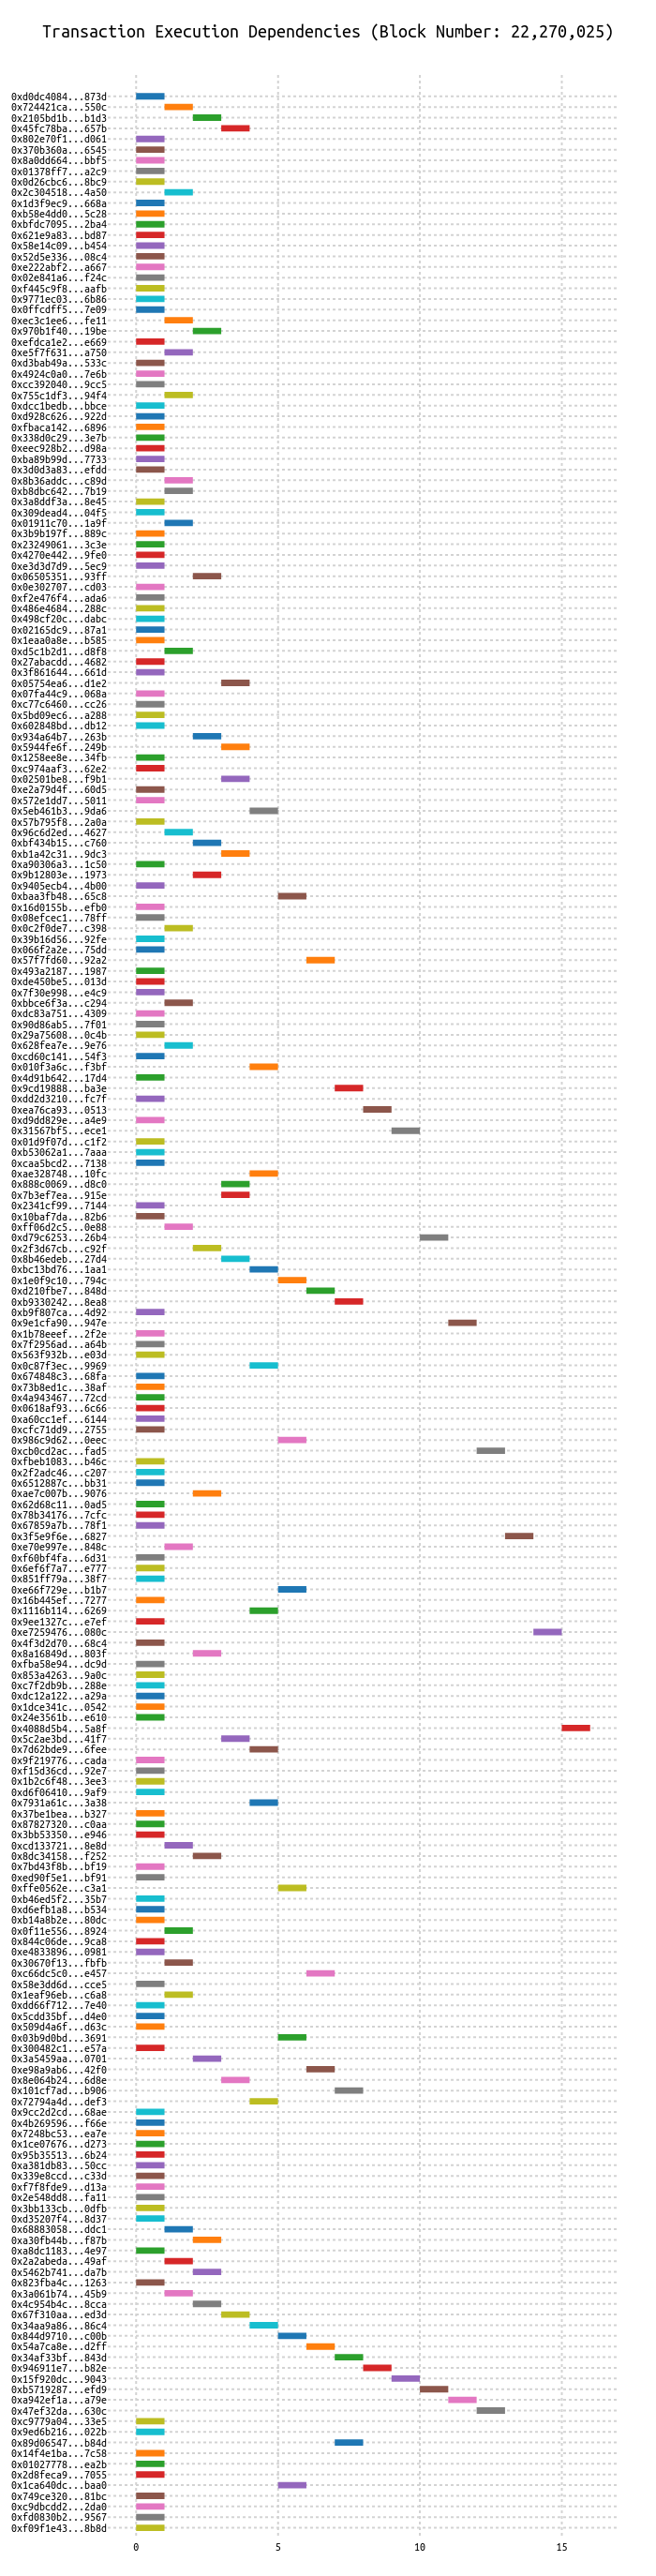 Transaction Execution Dependencies (Block Number: 22,270,025)
0xd0dc4084...873d
0x724421ca...550c
0x2105bd1b...b1d3
0x45fc78ba...657b
0x802e70f1...d061
0x370b360a...6545
0x8a0dd664...bbf5
0x01378ff7...a2c9
0x0d26cbc6...8bc9
0x2c304518...4a50
0x1d3f9ec9...668a
0xb58e4dd0...5c28
0xbfdc7095...2ba4
0x621e9a83...bd87
0x58e14c09...b454
0x52d5e336...08c4
0xe222abf2...a667
0x02e841a6...f24c
0xf445c9f8...aafb
0x9771ec03...6b86
0x0ffcdff5...7e09
0xec3c1ee6...fe11
0x970b1f40...19be
0xefdca1e2...e669
0xe5f7f631...a750
0xd3bab49a...533c
0x4924c0a0...7e6b
0xcc392040...9cc5
0x755c1df3...94f4
0xdcc1bedb...bbce
0xd928c626...922d
0xfbaca142...6896
0x338d0c29...3e7b
0xeec928b2...d98a
0xba89b99d...7733
0x3d0d3a83...efdd
0x8b36addc...c89d
0xb8dbc642...7b19
0x3a8ddf3a...8e45
0x309dead4...04f5
0x01911c70...1a9f
0x3b9b197f...889c
0x23249061...3c3e
0x4270e442...9fe0
0xe3d3d7d9...5ec9
0x06505351...93ff
0x0e302707...cd03
0xf2e476f4...ada6
0x486e4684...288c
0x498cf20c...dabc
0x02165dc9...87a1
0x1eaa0a8e...b585
0xd5c1b2d1...d8f8
0x27abacdd...4682
0x3f861644...661d
0x05754ea6...d1e2
0x07fa44c9...068a
0xc77c6460...cc26
0x5bd09ec6...a288
0x602848bd...db12
0x934a64b7...263b
0x5944fe6f...249b
0x1258ee8e...34fb
0xc974aaf3...62e2
0x02501be8...f9b1
0xe2a79d4f...60d5
0x572e1dd7...5011
0x5eb461b3...9da6
0x57b795f8...2a0a
0x96c6d2ed...4627
0xbf434b15...c760
0xb1a42c31...9dc3
0xa90306a3...1c50
0x9b12803e...1973
0x9405ecb4...4b00
0xbaa3fb48...65c8
0x16d0155b...efb0
0x08efcec1...78ff
0x0c2f0de7...c398
0x39b16d56...92fe
0x066f2a2e...75dd
0x57f7fd60...92a2
0x493a2187...1987
0xde450be5...013d
0x7f30e998...e4c9
0xbbce6f3a...c294
0xdc83a751...4309
0x90d86ab5...7f01
0x29a75608...0c4b
0x628fea7e...9e76
0xcd60c141...54f3
0x010f3a6c...f3bf
0x4d91b642...17d4
0x9cd19888...ba3e
0xdd2d3210...fc7f
0xea76ca93...0513
0xd9dd829e...a4e9
0x31567bf5...ece1
0x01d9f07d...c1f2
0xb53062a1...7aaa
0xcaa5bcd2...7138
0xae328748...10fc
0x888c0069...d8c0
0x7b3ef7ea...915e
0x2341cf99...7144
0x10baf7da...82b6
0xff06d2c5...0e88
0xd79c6253...26b4
0x2f3d67cb...c92f
0x8b46edeb...27d4
0xbc13bd76...1aa1
0x1e0f9c10...794c
0xd210fbe7...848d
0xb9330242...8ea8
0xb9f807ca...4d92
0x9e1cfa90...947e
0x1b78eeef...2f2e
0x7f2956ad...a64b
0x563f932b...e03d
0x0c87f3ec...9969
0x674848c3...68fa
0x73b8ed1c...38af
0x4a943467...72cd
0x0618af93...6c66
0xa60cc1ef...6144
0xcfc71dd9...2755
0x986c9d62...0eec
0xcb0cd2ac...fad5
0xfbeb1083...b46c
0x2f2adc46...c207
0x6512887c...bb31
0xae7c007b...9076
0x62d68c11...0ad5
0x78b34176...7cfc
0x67859a7b...78f1
0x3f5e9f6e...6827
0xe70e997e...848c
0xf60bf4fa...6d31
0x6ef6f7a7...e777
0x851ff79a...38f7
0xe66f729e...b1b7
0x16b445ef...7277
0x1116b114...6269
0x9ee1327c...e7ef
0xe7259476...080c
0x4f3d2d70...68c4
0x8a16849d...803f
0xfba58e94...dc9d
0x853a4263...9a0c
0xc7f2db9b...288e
0xdc12a122...a29a
0x1dce341c...0542
0x24e3561b...e610
0x4088d5b4...5a8f
0x5c2ae3bd...41f7
0x7d62bde9...6fee
0x9f219776...cada
0xf15d36cd...92e7
0x1b2c6f48...3ee3
0xd6f06410...9af9
0x7931a61c...3a38
0x37be1bea...b327
0x87827320...c0aa
0x3bb53350...e946
0xcd133721...8e8d
0x8dc34158...f252
0x7bd43f8b...bf19
0xed90f5e1...bf91
0xffe0562e...c3a1
0xb46ed5f2...35b7
0xd6efb1a8...b534
0xb14a8b2e...80dc
0x0f11e556...8924
0x844c06de...9ca8
0xe4833896...0981
0x30670f13...fbfb
0xc66dc5c0...e457
0x58e3dd6d...cce5
0x1eaf96eb...c6a8
0xdd66f712...7e40
0x5cdd35bf...d4e0
0x509d4a6f...d63c
0x03b9d0bd...3691
0x300482c1...e57a
0x3a5459aa...0701
0xe98a9ab6...42f0
0x8e064b24...6d8e
0x101cf7ad...b906
0x72794a4d...def3
0x9cc2d2cd...68ae
0x4b269596...f66e
0x7248bc53...ea7e
0x1ce07676...d273
0x95b35513...6b24
0xa381db83...50cc
0x339e8ccd...c33d
0xf7f8fde9...d13a
0x2e548dd8...fa11
0x3bb133cb...0dfb
0xd35207f4...8d37
0x68883058...ddc1
0xa30fb44b...f87b
0xa8dc1183...4e97
0x2a2abeda...49af
0x5462b741...da7b
0x823fba4c...1263
0x3a061b74...45b9
0x4c954b4c...8cca
0x67f310aa...ed3d
0x34aa9a86...86c4
0x844d9710...c00b
0x54a7ca8e...d2ff
0x34af33bf...843d
0x946911e7...b82e
0x15f920dc...9043
0xb5719287...efd9
0xa942ef1a...a79e
0x47ef32da...630c
0xc9779a04...33e5
0x9ed6b216...022b
0x89d06547...b84d
0x14f4e1ba...7c58
0x01027778...ea2b
0x2d8feca9...7055
0x1ca640dc...baa0
0x749ce320...81bc
0xc9dbcdd2...2da0
0xfd0830b2...9567
0xf09f1e43...8b8d
0 5 10 15